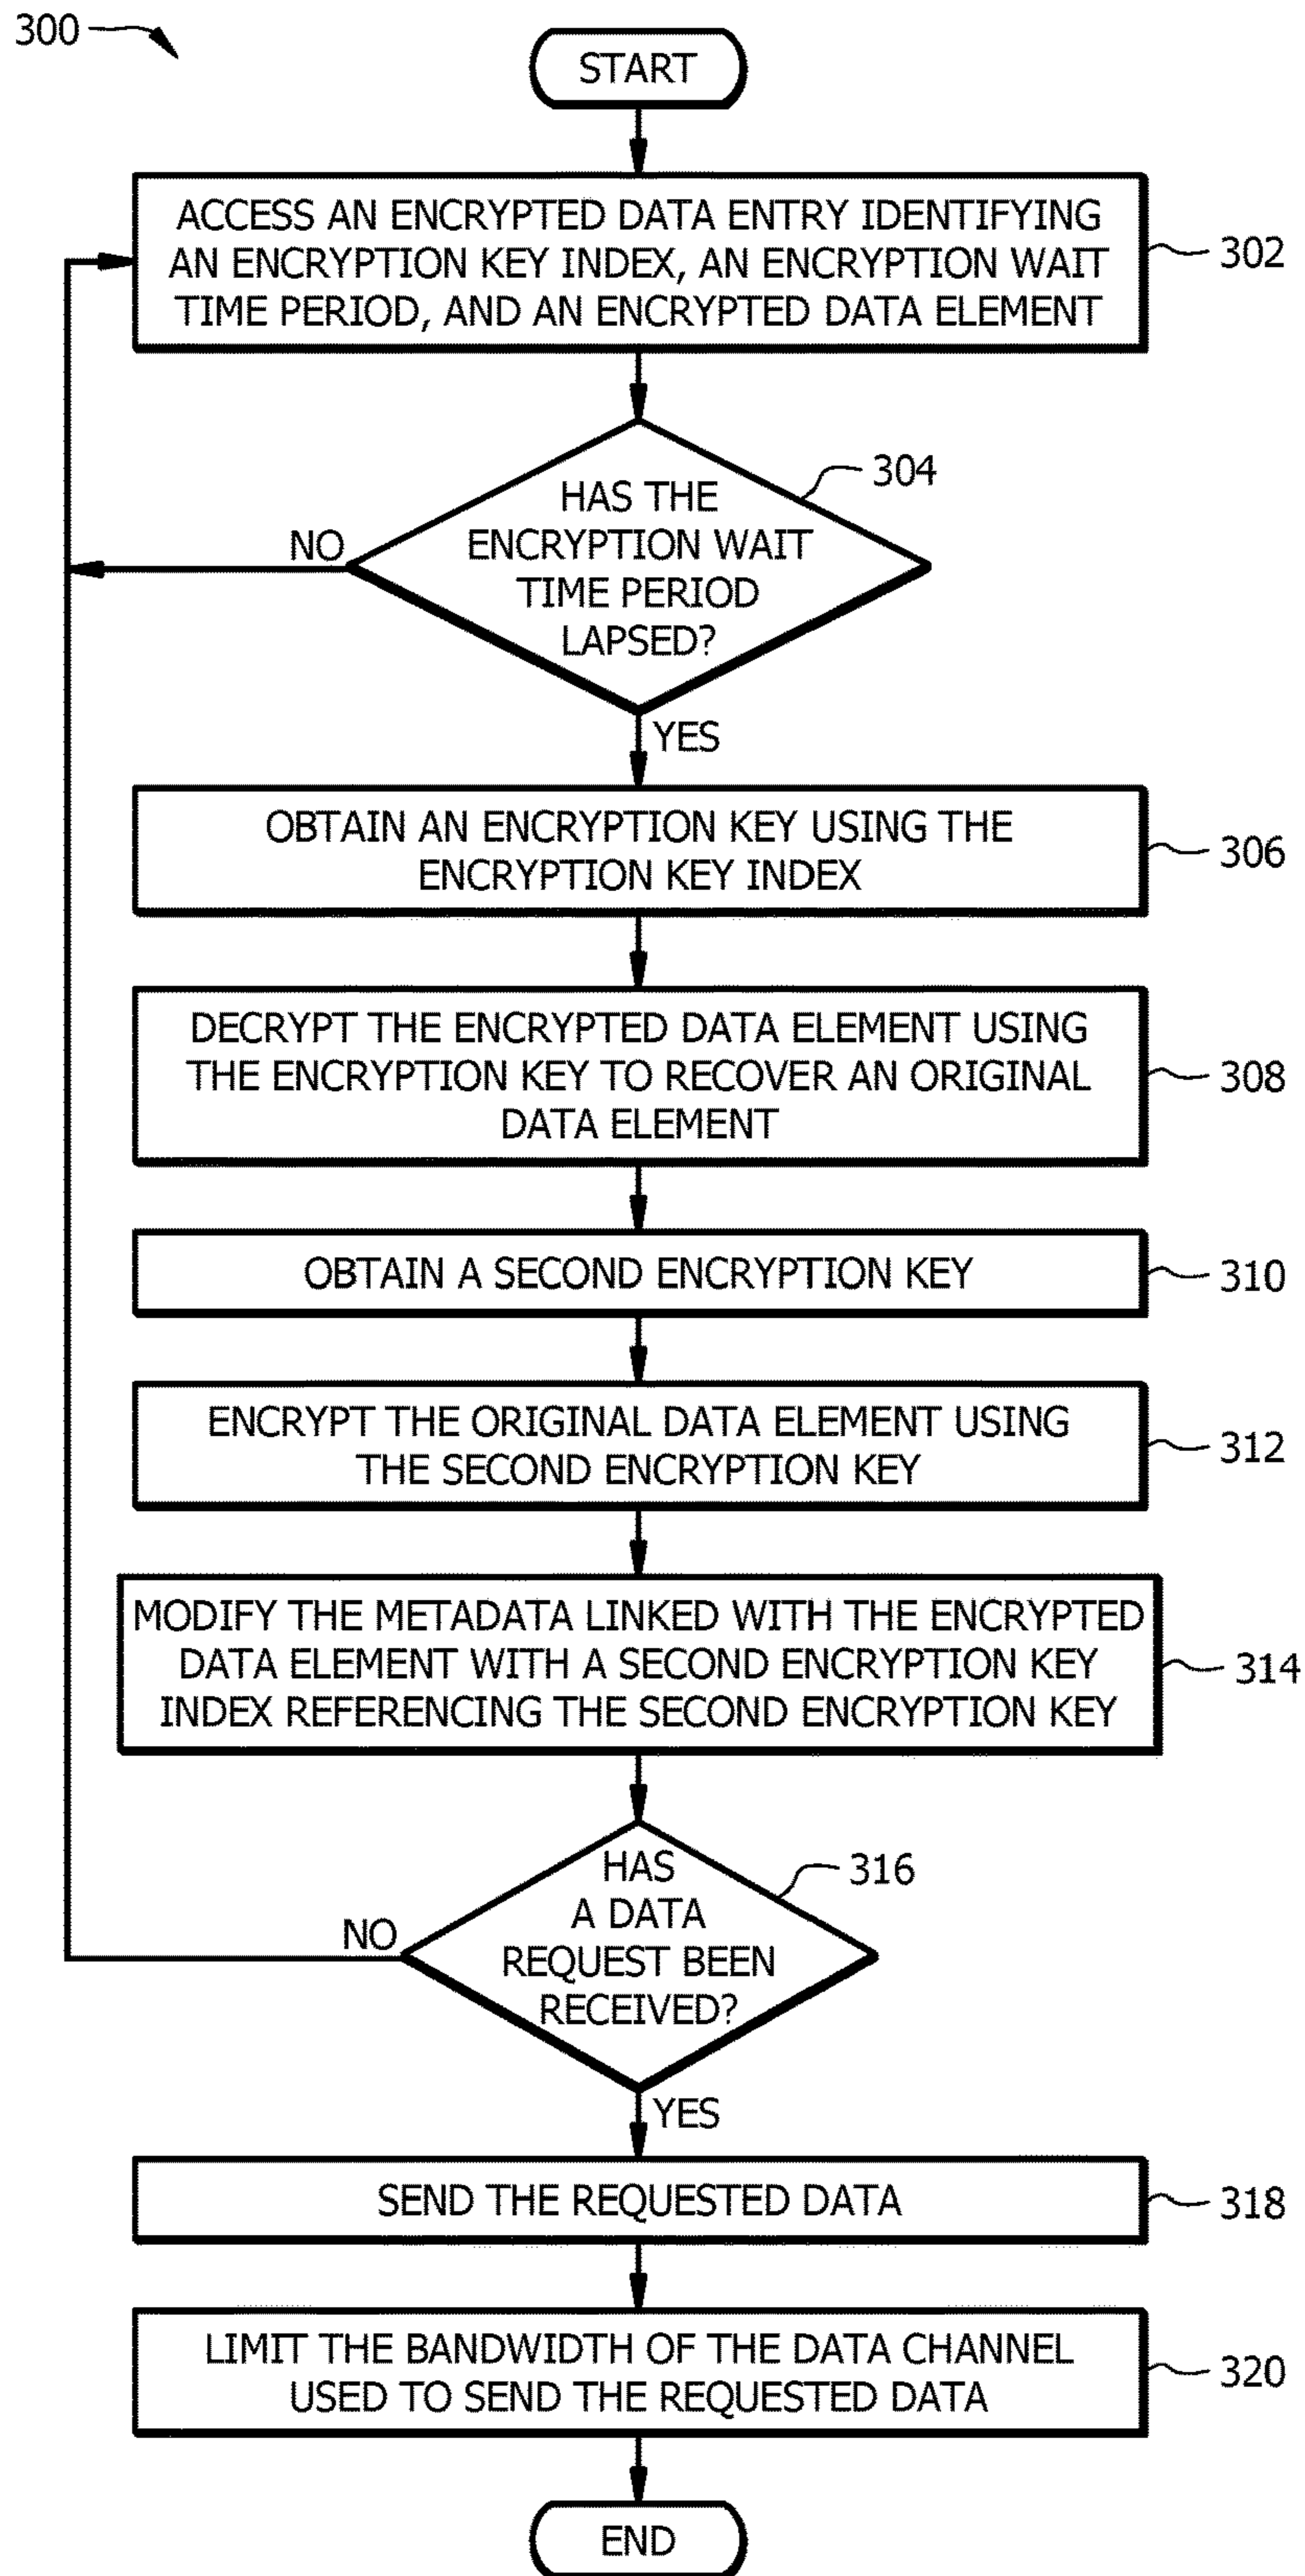 300
START
ACCESS AN ENCRYPTED DATA ENTRY IDENTIFYING
AN ENCRYPTION KEY INDEX, AN ENCRYPTION WAIT
TIME PERIOD, AND AN ENCRYPTED DATA ELEMENT
302
HAS THE
ENCRYPTION WAIT
TIME PERIOD
LAPSED?
304
NO
YES
OBTAIN AN ENCRYPTION KEY USING THE
ENCRYPTION KEY INDEX
306
DECRYPT THE ENCRYPTED DATA ELEMENT USING
THE ENCRYPTION KEY TO RECOVER AN ORIGINAL
DATA ELEMENT
308
OBTAIN A SECOND ENCRYPTION KEY
310
ENCRYPT THE ORIGINAL DATA ELEMENT USING
THE SECOND ENCRYPTION KEY
312
MODIFY THE METADATA LINKED WITH THE ENCRYPTED
DATA ELEMENT WITH A SECOND ENCRYPTION KEY
INDEX REFERENCING THE SECOND ENCRYPTION KEY
314
HAS
A DATA
REQUEST BEEN
RECEIVED?
316
NO
YES
SEND THE REQUESTED DATA
318
LIMIT THE BANDWIDTH OF THE DATA CHANNEL
USED TO SEND THE REQUESTED DATA
320
END